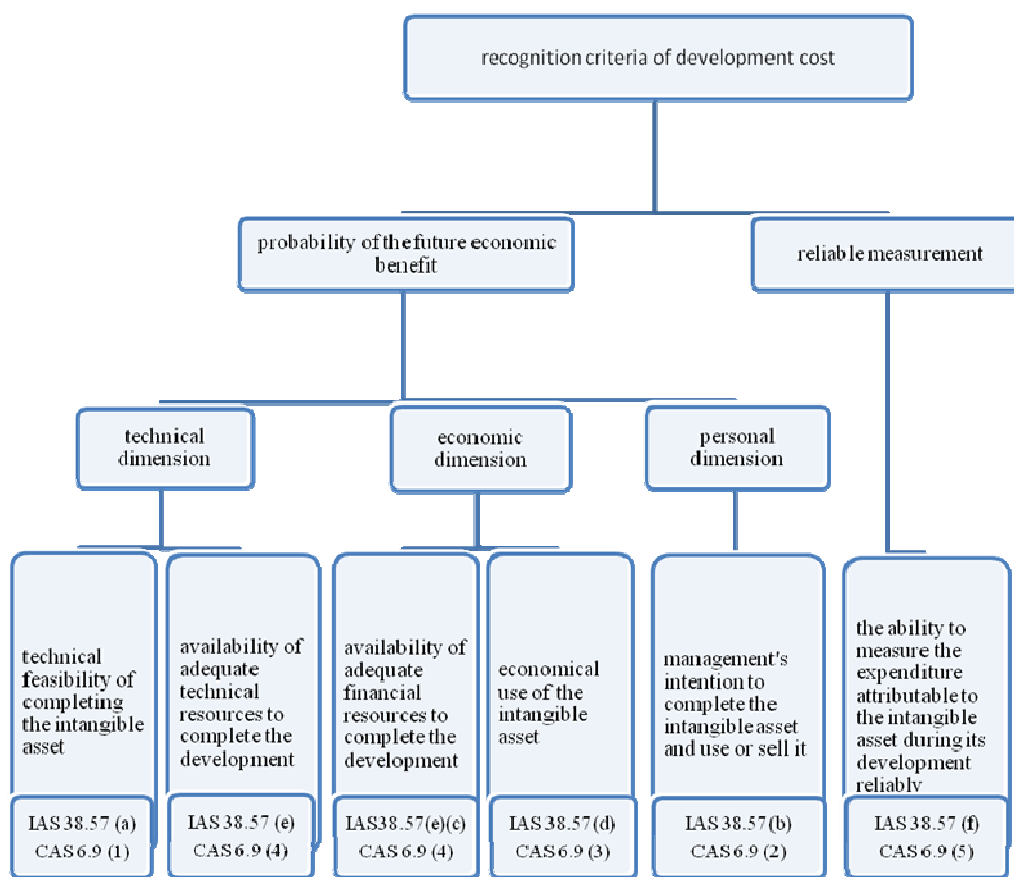 recognition criteria of development cost
probability of the future economic
benefit
reliable measurement
technical
dimension
economic
dimension
personal
dimension
technical
feasibility of
completing
the intangible
asset
IAS 38.57 (a)
CAS 6.9 (1)
availability of
adequate
technical
resources to
complete the
development
IAS 38.57 (e)
CAS 6.9 (4)
availability of
adequate
financial
resources to
complete the
development
IAS38.57(e)(c)
CAS 6.9 (4)
economical
use of the
intangible
asset
IAS 38.57(d)
CAS 6.9 (3)
management's
intention to
complete the
intangible asset
and use or sell it
IAS 38.57(b)
CAS 6.9 (2)
the ability to
measure the
expenditure
attributable to
the intangible
asset during its
development
reliably
IAS 38.57 (f)
CAS 6.9 (5)